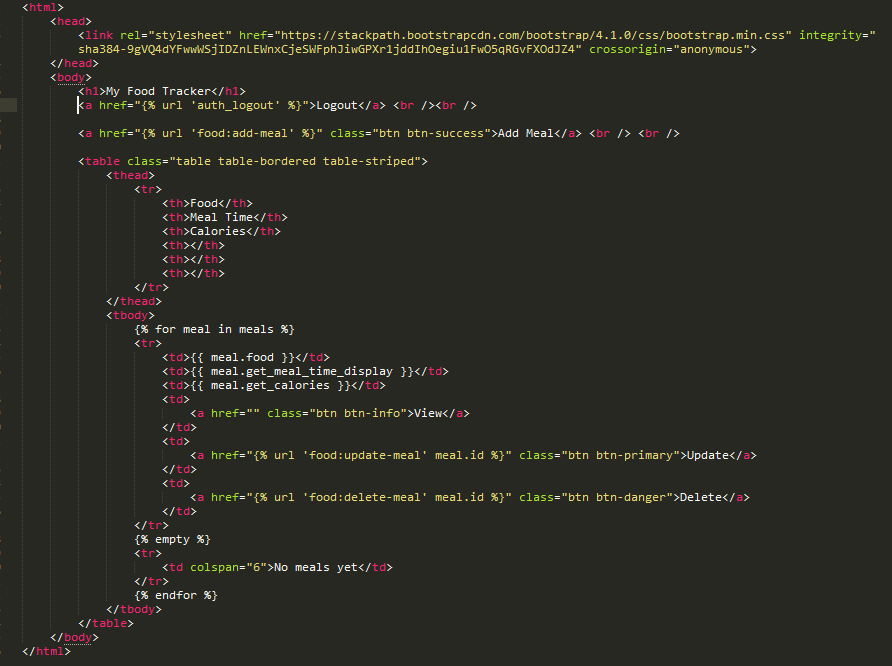 <html>
<head>
<link rel="stylesheet" href="https://stackpath.bootstrapcdn.com/bootstrap/4.1.0/css/bootstrap.min.css" integrity="
sha384-9gVQ4dYFwwWSjIDZnLEWnxCjeSWFphJiwGPXr1jddIhOegiu1FwO5qRGvFXOdJZ4" crossorigin="anonymous">
</head>
<body>
<h1>My Food Tracker</h1>
<a href="{% url 'auth_logout' %}">Logout</a> <br /><br />
<a href="{% url 'food:add-meal' %}" class="btn btn-success">Add Meal</a> <br /> <br />
<table class="table table-bordered table-striped">
<thead>
<tr>
<th>Food</th>
<th>Meal Time</th>
<th>Calories</th>
<th></th>
<th></th>
<th></th>
</tr>
</thead>
<tbody>
{% for meal in meals %}
<tr>
<td>{{ meal.food }}</td>
<td>{{ meal.get_meal_time_display }}</td>
<td>{{ meal.get_calories }}</td>
<td>
<a href="" class="btn btn-info">View</a>
</td>
<td>
<a href="{% url 'food:update-meal' meal.id %}" class="btn btn-primary">Update</a>
</td>
<td>
<a href="{% url 'food:delete-meal' meal.id %}" class="btn btn-danger">Delete</a>
</td>
</tr>
{% empty %}
<tr>
<td colspan="6">No meals yet</td>
</tr>
{% endfor %}
</tbody>
</table>
</body>
</html>